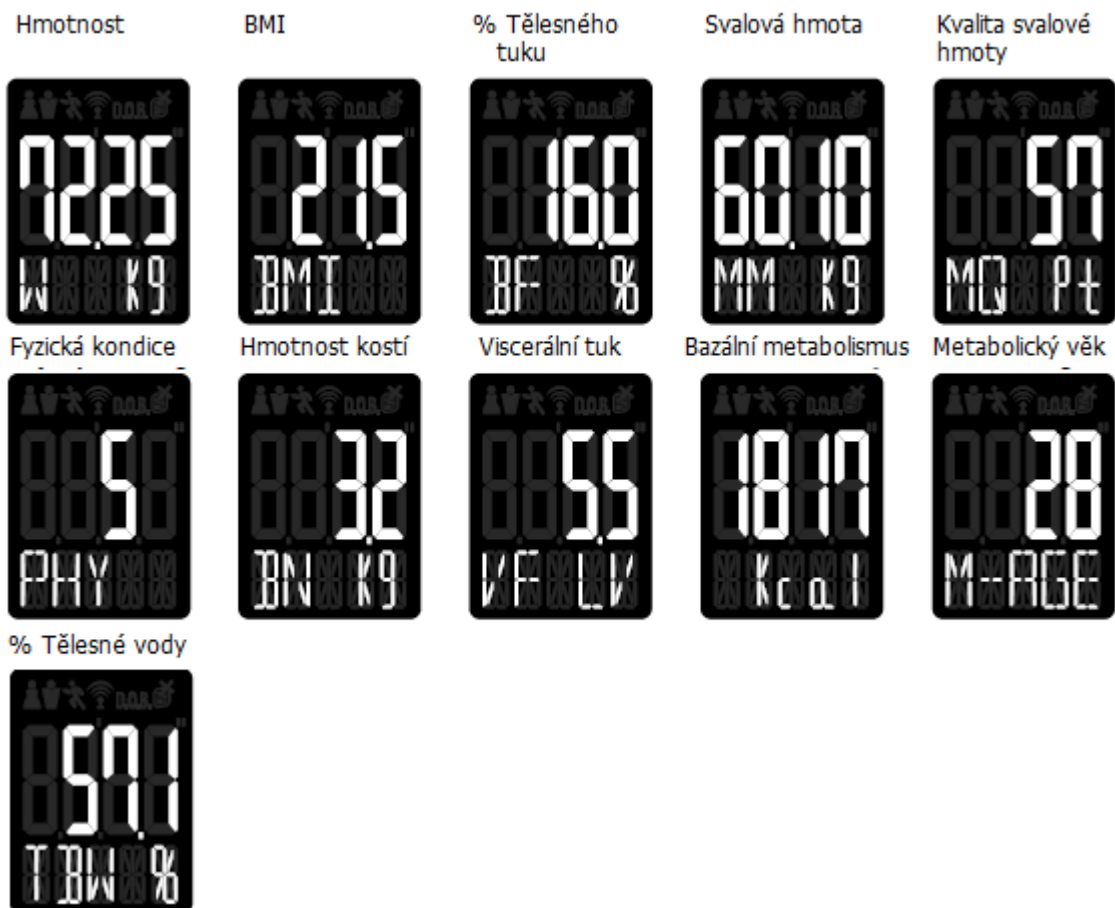 Hmotnost
BMI
% Tělesného
tuku
Svalová hmota
Kvalita svalové
hmoty
72.25
W Kg
21.5
BMI
16.0
BF %
60.10
MM Kg
57
MQ Pt
Fyzická kondice
Hmotnost kostí
Viscerální tuk
Bazální metabolismus
Metabolický věk
5
PHY
3.2
BN Kg
5.5
VF LV
1817
Kcal
28
M-AGE
% Tělesné vody
57.1
TBW %